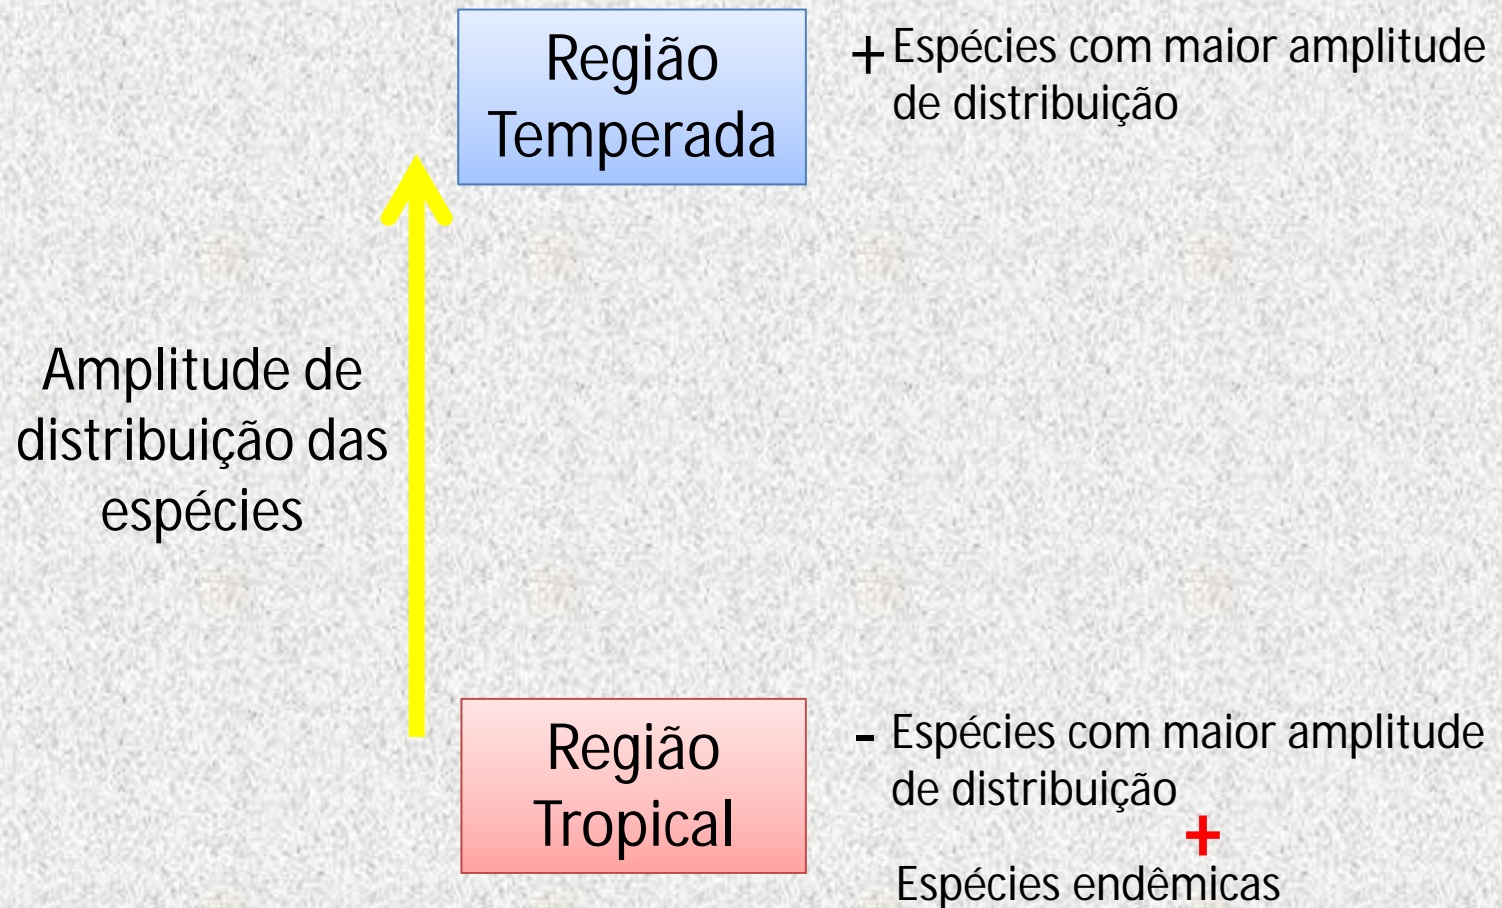 Região
Temperada
+ Espécies com maior amplitude
de distribuição
Amplitude de
distribuição das
espécies
Região
Tropical
- Espécies com maior amplitude
de distribuição
+
Espécies endêmicas